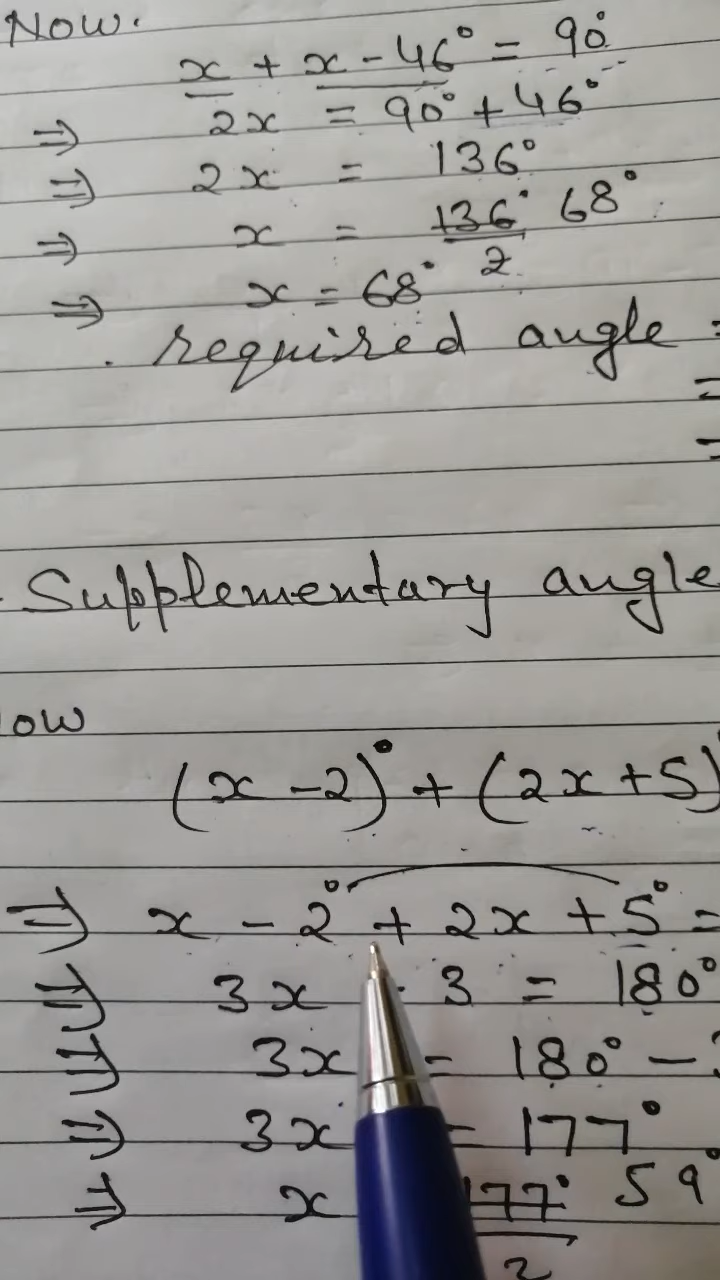 Now.
x + x - 46° = 90°
⇒ 2x = 90° + 46°
⇒ 2x = 136°
⇒ x = 136°/2 68°
⇒ x = 68°
. required angle =
=
=
Supplementary angle
ow
(x - 2)° + (2x + 5)
⇒ x - 2° + 2x + 5° =
⇒ 3x 3 = 180°
⇒ 3x = 180° -
⇒ 3x = 177°
⇒ x 177°/ 59°